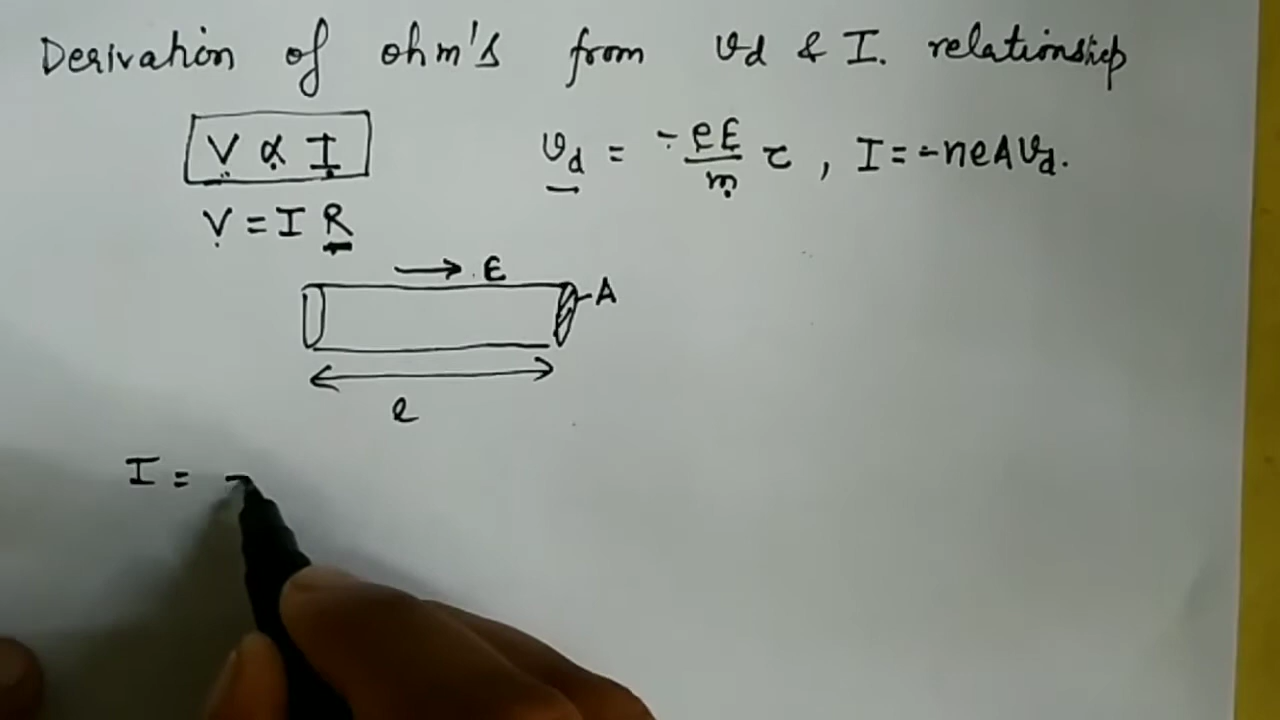 Derivation of ohm's from vd & I. relationship
V ∝ I
vd = -eE/m τ , I = -neAvd.
V = I R
E
A
l
I = -